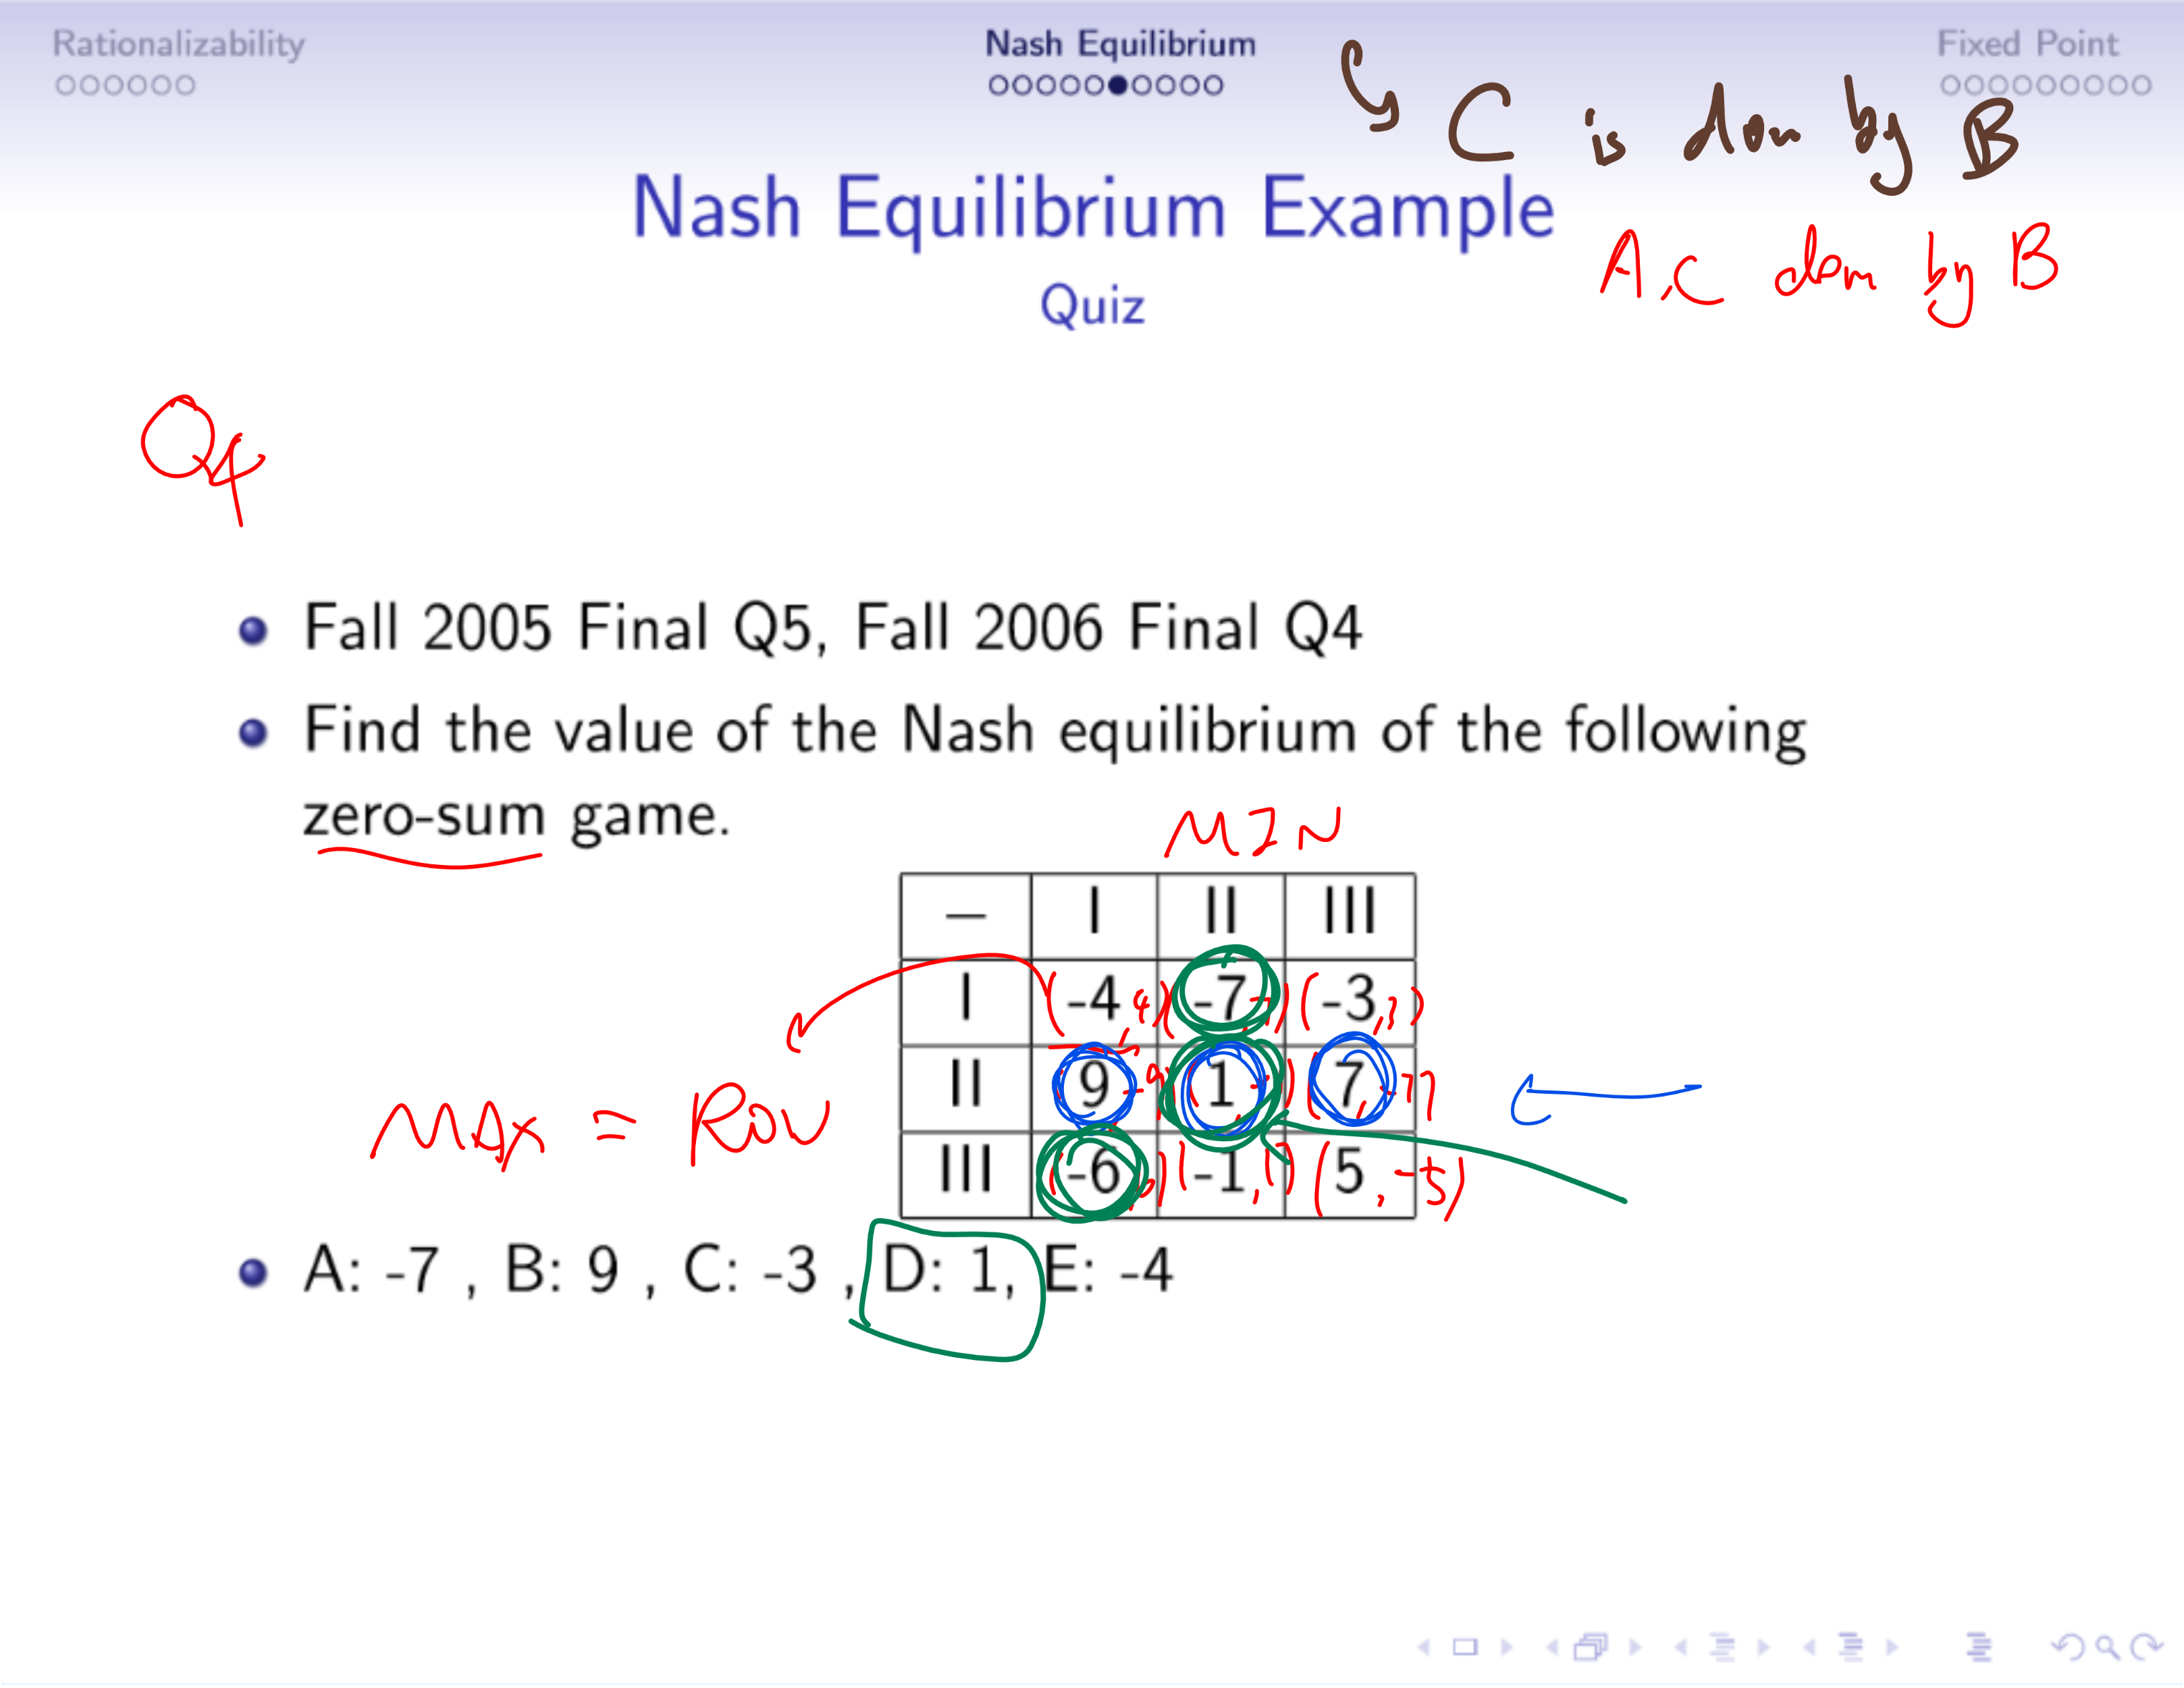 Rationalizability Nash Equilibrium Fixed Point
C is dom by B
Nash Equilibrium Example
A, C dom by B
Quiz
Q4
Fall 2005 Final Q5, Fall 2006 Final Q4
Find the value of the Nash equilibrium of the following
zero-sum game.
MIN
– I II III
I (-4, 4) (-7 (-3, 3)
II 9 -9 1 (7, -7)
III -6 (-1, 1) (5, -5)
Max = Row
A: -7 , B: 9 , C: -3 , D: 1, E: -4